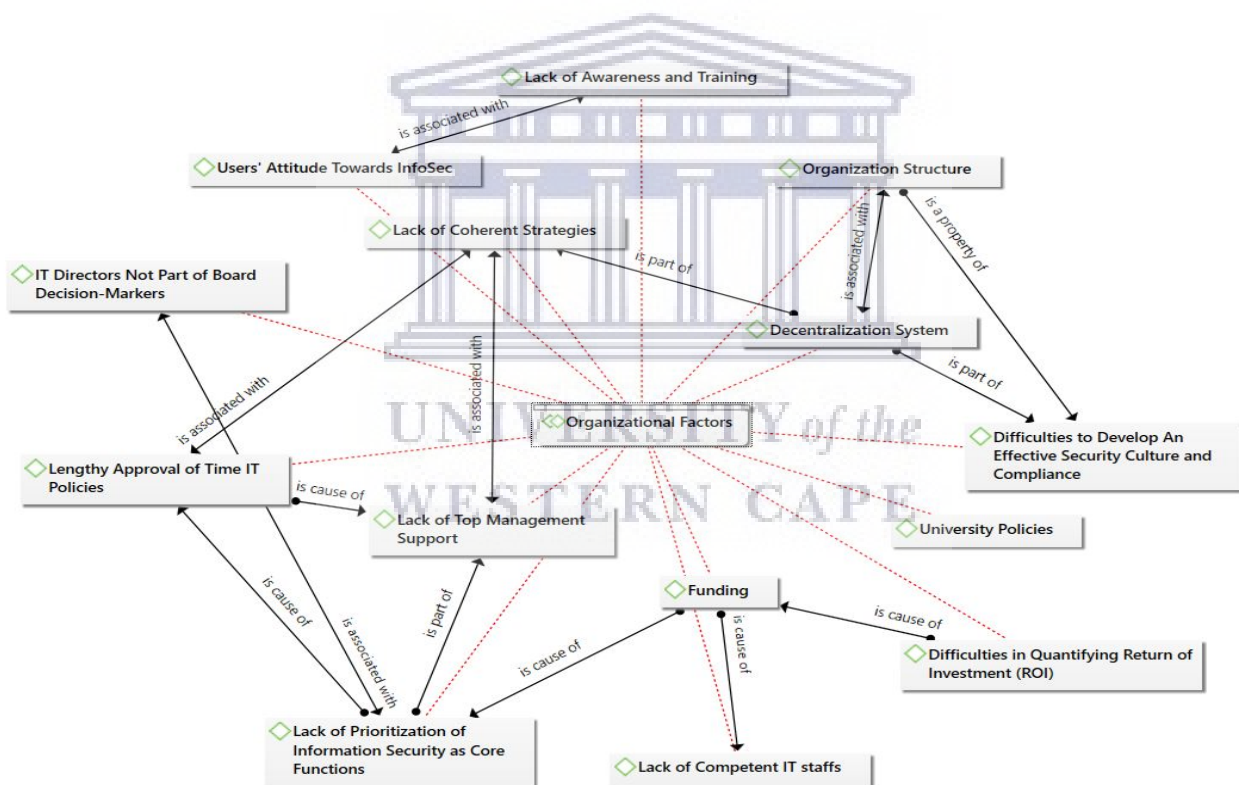 Lack of Awareness and Training
is associated with
Users' Attitude Towards InfoSec
Organization Structure
Lack of Coherent Strategies
is a property of
is associated with
is part of
IT Directors Not Part of Board
Decision-Markers
Decentralization System
is part of
is associated with
is associated with
Organizational Factors
UNIVERSITY of the
Difficulties to Develop An
Effective Security Culture and
Compliance
Lengthy Approval of Time IT
Policies
is cause of
WESTERN CAPE
Lack of Top Management
Support
University Policies
is cause of
is part of
is associated with
Funding
is cause of
is cause of
is cause of
Difficulties in Quantifying Return of
Investment (ROI)
Lack of Prioritization of
Information Security as Core
Functions
Lack of Competent IT staffs